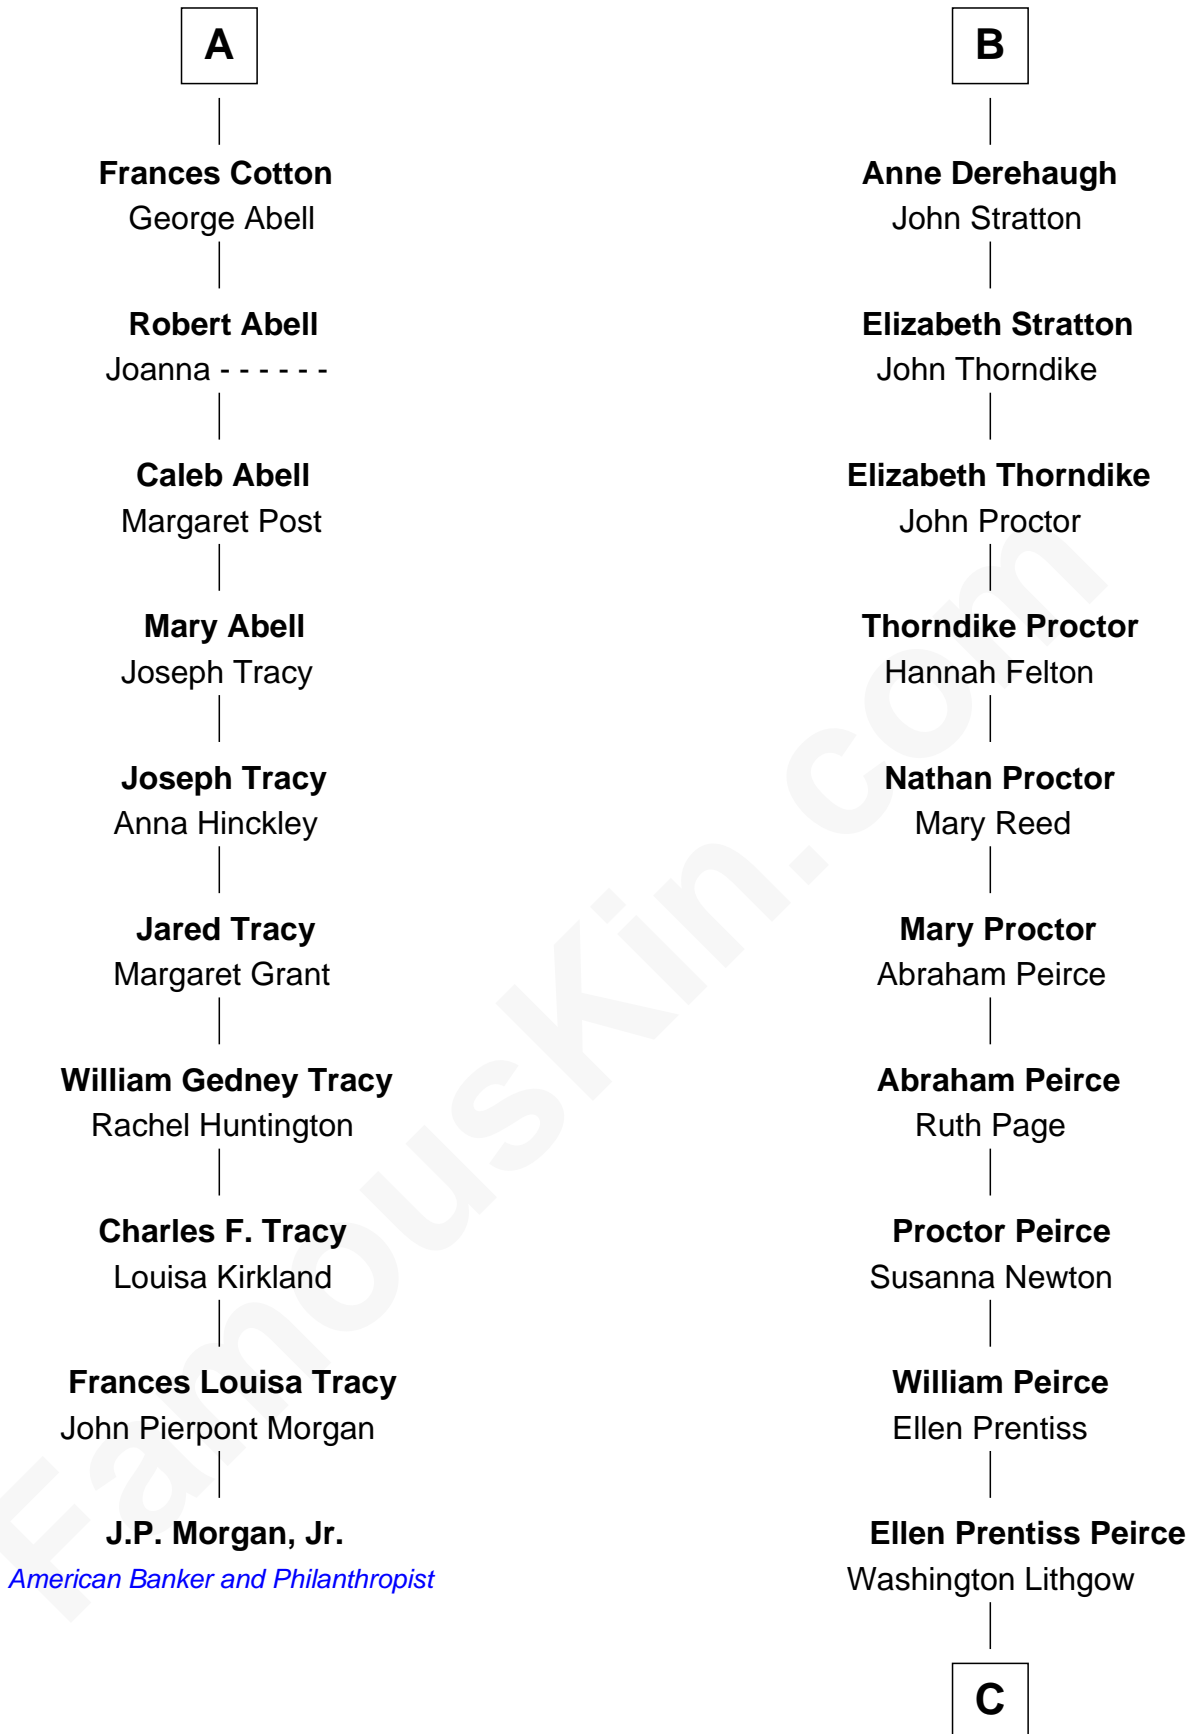 A
Frances Cotton
George Abell
Robert Abell
Joanna - - - - - -
Caleb Abell
Margaret Post
Mary Abell
Joseph Tracy
Joseph Tracy
Anna Hinckley
Jared Tracy
Margaret Grant
William Gedney Tracy
Rachel Huntington
Charles F. Tracy
Louisa Kirkland
Frances Louisa Tracy
John Pierpont Morgan
J.P. Morgan, Jr.
American Banker and Philanthropist
B
Anne Derehaugh
John Stratton
Elizabeth Stratton
John Thorndike
Elizabeth Thorndike
John Proctor
Thorndike Proctor
Hannah Felton
Nathan Proctor
Mary Reed
Mary Proctor
Abraham Peirce
Abraham Peirce
Ruth Page
Proctor Peirce
Susanna Newton
William Peirce
Ellen Prentiss
Ellen Prentiss Peirce
Washington Lithgow
C
FamousKin.com